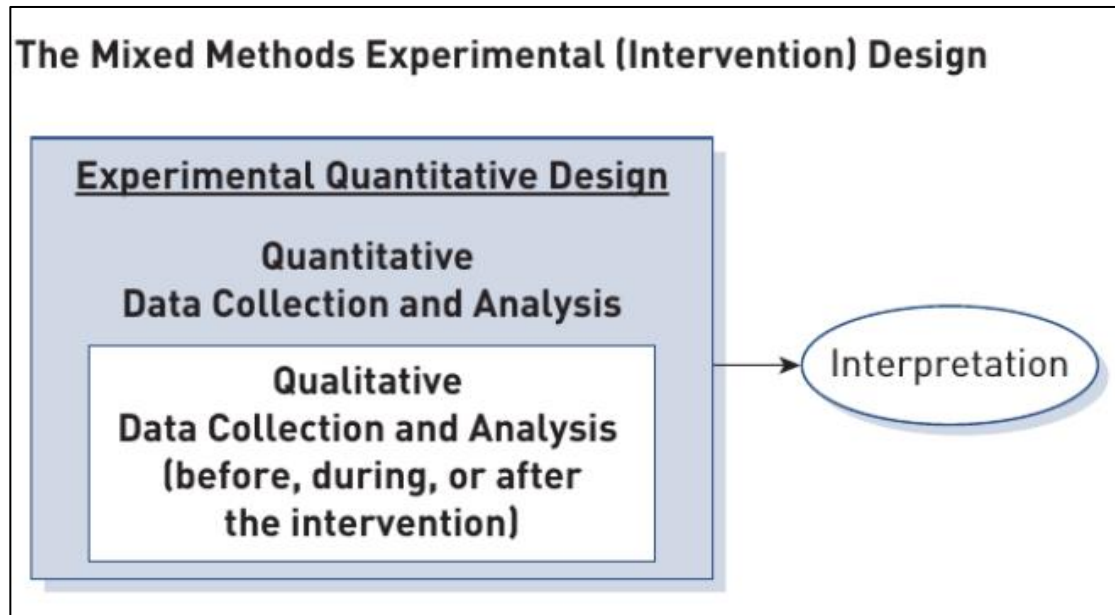 The Mixed Methods Experimental (Intervention) Design
Experimental Quantitative Design
Quantitative
Data Collection and Analysis
Qualitative
Data Collection and Analysis
(before, during, or after
the intervention)
Interpretation